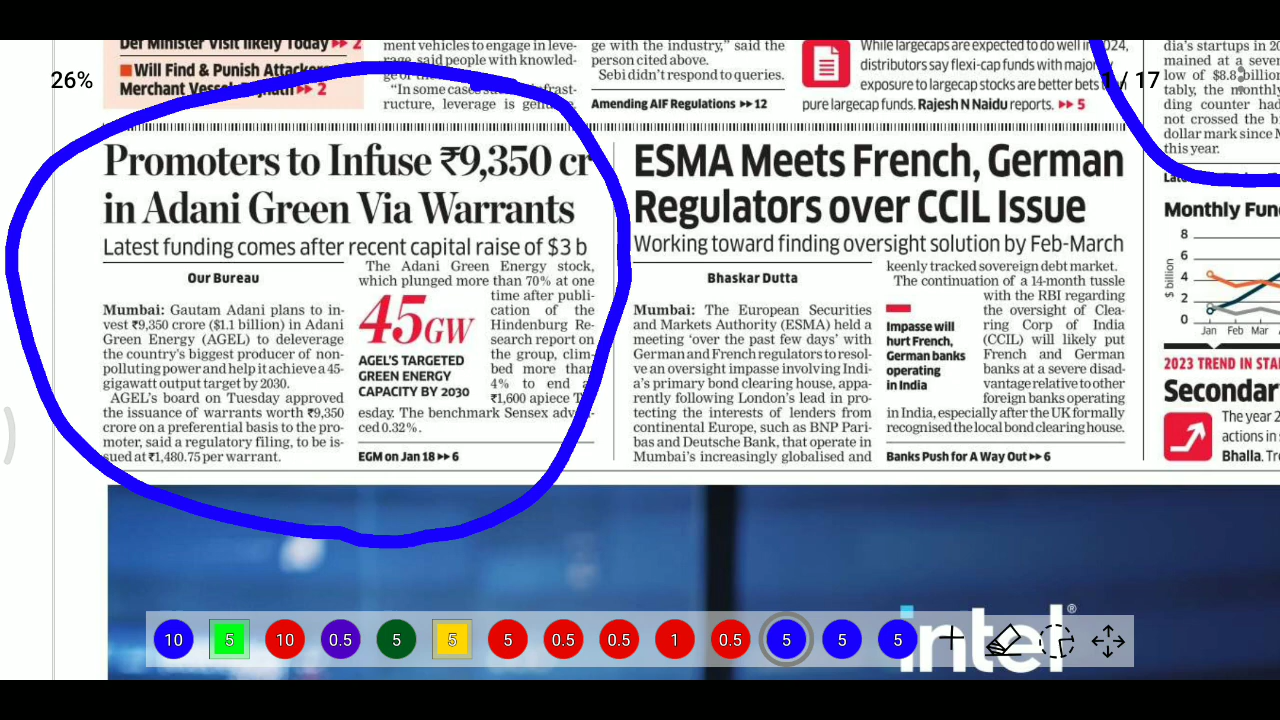 Def Minister Visit likely Today 2
Will Find & Punish Attackers
Merchant Vessel: Rajnath 2
26%
ment vehicles to engage in leve-
rage, said people with knowled-
ge of the
"In some cases
ructure, leverage is
ge with the industry," said the
person cited above.
Sebi didn't respond to queries.
Amending AIF Regulations 12
While largecaps are expected to do well in 2024,
distributors say flexi-cap funds with major
exposure to largecap stocks are better bets
pure largecap funds. Rajesh N Naidu reports. 5
1 / 17
dia's startups in 20
mained at a seve
low of $8.8
tably, the monthly
ding counter had
not crossed the b
dollar mark since M
this year.
Promoters to Infuse ₹9,350 cr
in Adani Green Via Warrants
Latest funding comes after recent capital raise of $3 b
Our Bureau
Mumbai: Gautam Adani plans to in-
vest ₹9,350 crore ($1.1 billion) in Adani
Green Energy (AGEL) to deleverage
the country's biggest producer of non-
polluting power and help it achieve a 45-
gigawatt output target by 2030.
AGEL's board on Tuesday approved
the issuance of warrants worth ₹9,350
crore on a preferential basis to the pro-
moter, said a regulatory filing, to be is-
sued at ₹1,480.75 per warrant.
The Adani Green Energy stock,
which plunged more than 70% at one
time after publi-
cation of the
Hindenburg Re-
search report on
the group, clim-
bed more than
4% to end a
₹1,600 apiece T
esday. The benchmark Sensex advan-
ced 0.32%.
45GW
AGEL'S TARGETED
GREEN ENERGY
CAPACITY BY 2030
EGM on Jan 18 6
ESMA Meets French, German
Regulators over CCIL Issue
Working toward finding oversight solution by Feb-March
Bhaskar Dutta
Mumbai: The European Securities
and Markets Authority (ESMA) held a
meeting 'over the past few days' with
German and French regulators to resol-
ve an oversight impasse involving Indi-
a's primary bond clearing house, appa-
rently following London's lead in pro-
tecting the interests of lenders from
continental Europe, such as BNP Pari-
bas and Deutsche Bank, that operate in
Mumbai's increasingly globalised and
keenly tracked sovereign debt market.
The continuation of a 14-month tussle
with the RBI regarding
the oversight of Clea-
ring Corp of India
(CCIL) will likely put
French and German
banks at a severe disad-
vantage relative to other
foreign banks operating
in India, especially after the UK formally
recognised the local bond clearing house.
Impasse will
hurt French,
German banks
operating
in India
Banks Push for A Way Out 6
Monthly Fun
$ billion
8
6
4
2
0
Jan Feb Mar
2023 TREND IN STA
Secondar
The year 2
actions in
Bhalla. Tr
intel®
10 5 10 0.5 5 5 5 0.5 0.5 1 0.5 5 5 5